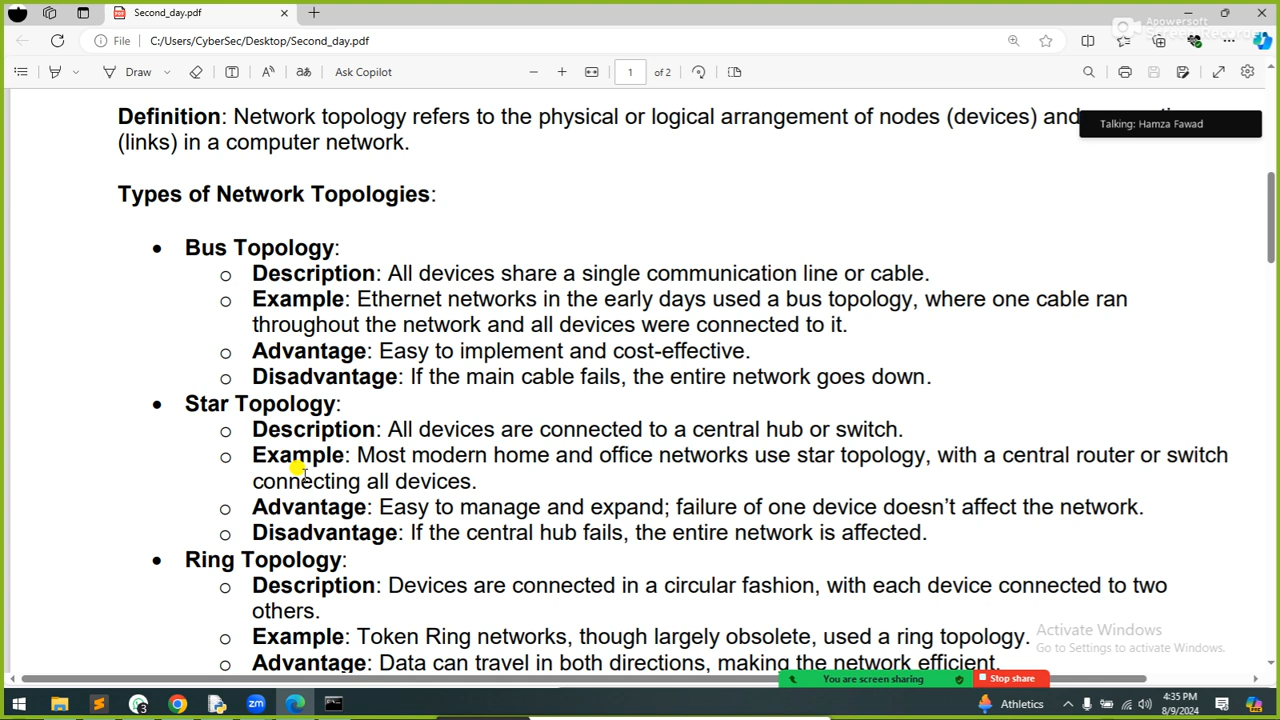 Second_day.pdf
Apowersoft
Screen Recorder
File C:/Users/CyberSec/Desktop/Second_day.pdf
Draw aあ Ask Copilot 1 of 2
Definition: Network topology refers to the physical or logical arrangement of nodes (devices) and
Talking: Hamza Fawad
(links) in a computer network.
Types of Network Topologies:
• Bus Topology:
o Description: All devices share a single communication line or cable.
o Example: Ethernet networks in the early days used a bus topology, where one cable ran
throughout the network and all devices were connected to it.
o Advantage: Easy to implement and cost-effective.
o Disadvantage: If the main cable fails, the entire network goes down.
• Star Topology:
o Description: All devices are connected to a central hub or switch.
o Example: Most modern home and office networks use star topology, with a central router or switch
connecting all devices.
o Advantage: Easy to manage and expand; failure of one device doesn’t affect the network.
o Disadvantage: If the central hub fails, the entire network is affected.
• Ring Topology:
o Description: Devices are connected in a circular fashion, with each device connected to two
others.
o Example: Token Ring networks, though largely obsolete, used a ring topology.
o Advantage: Data can travel in both directions, making the network efficient.
Activate Windows
Go to Settings to activate Windows.
You are screen sharing Stop share
3 zm Athletics 4:35 PM
8/9/2024